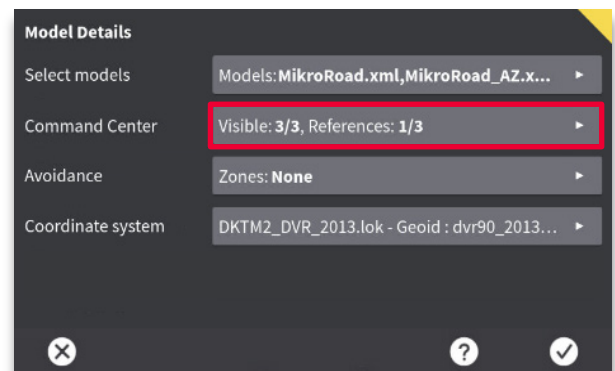 Model Details
Select models Models:MikroRoad.xml,MikroRoad_AZ.x...
Command Center Visible: 3/3, References: 1/3
Avoidance Zones: None
Coordinate system DKTM2_DVR_2013.lok - Geoid : dvr90_2013...
?